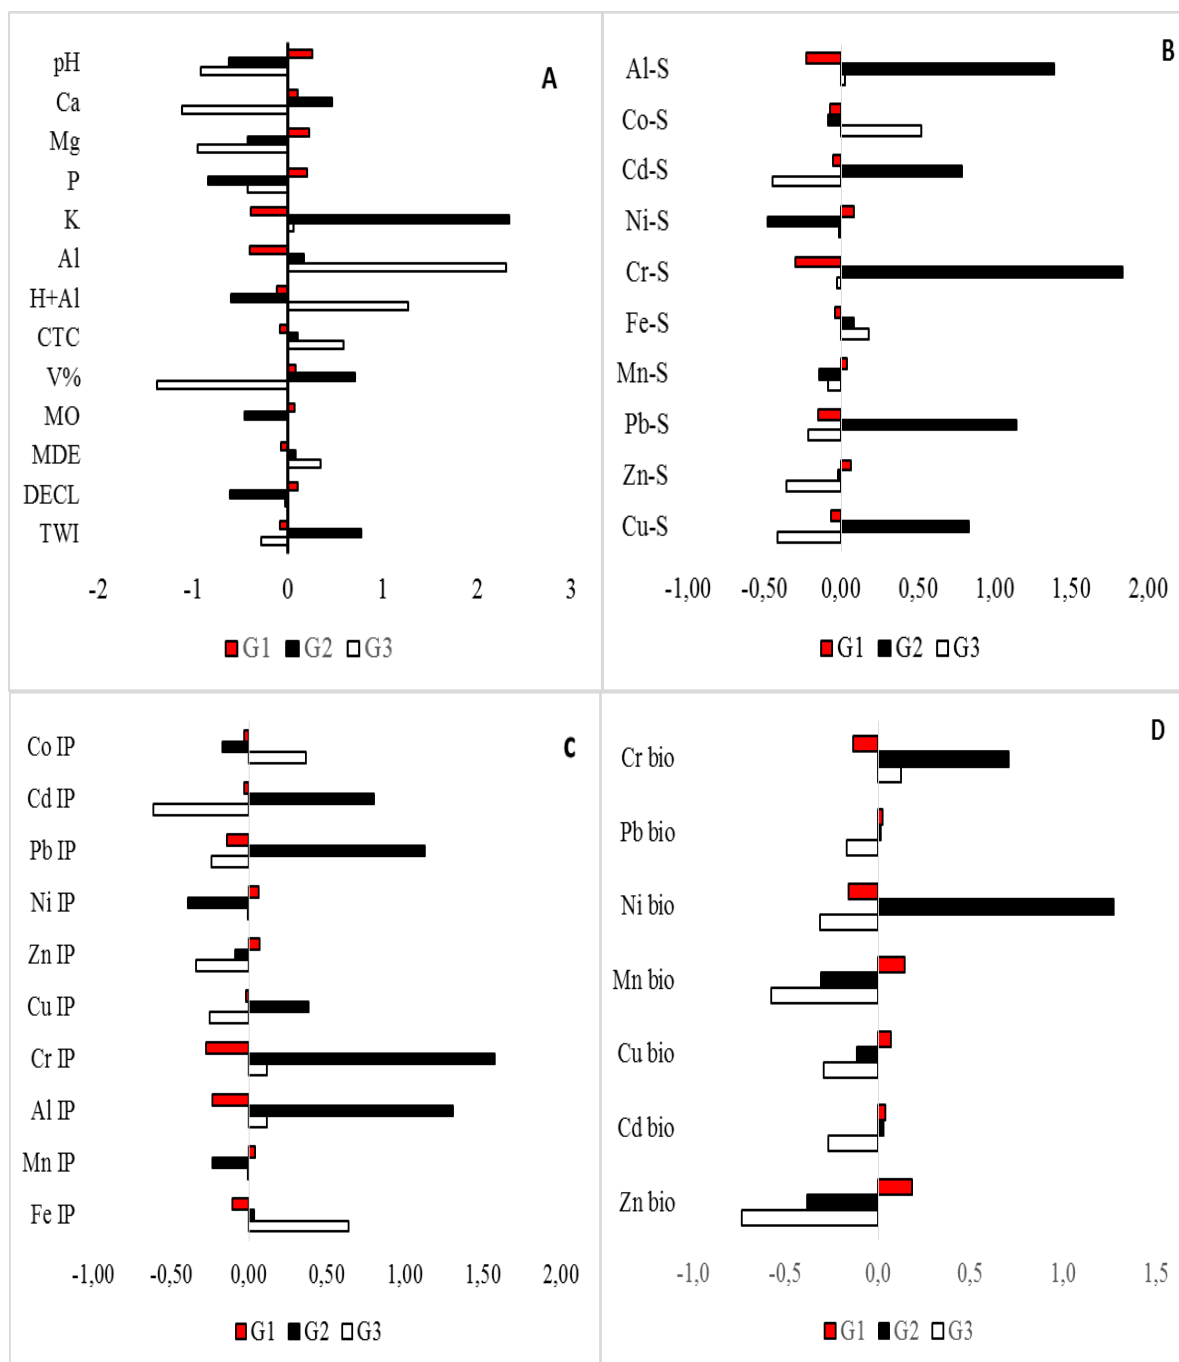 A
pH
Ca
Mg
P
K
Al
H+Al
CTC
V%
MO
MDE
DECL
TWI
-2 -1 0 1 2 3
G1 G2 G3
B
Al-S
Co-S
Cd-S
Ni-S
Cr-S
Fe-S
Mn-S
Pb-S
Zn-S
Cu-S
-1,00 -0,50 0,00 0,50 1,00 1,50 2,00
G1 G2 G3
C
Co IP
Cd IP
Pb IP
Ni IP
Zn IP
Cu IP
Cr IP
Al IP
Mn IP
Fe IP
-1,00 -0,50 0,00 0,50 1,00 1,50 2,00
G1 G2 G3
D
Cr bio
Pb bio
Ni bio
Mn bio
Cu bio
Cd bio
Zn bio
-1,0 -0,5 0,0 0,5 1,0 1,5
G1 G2 G3